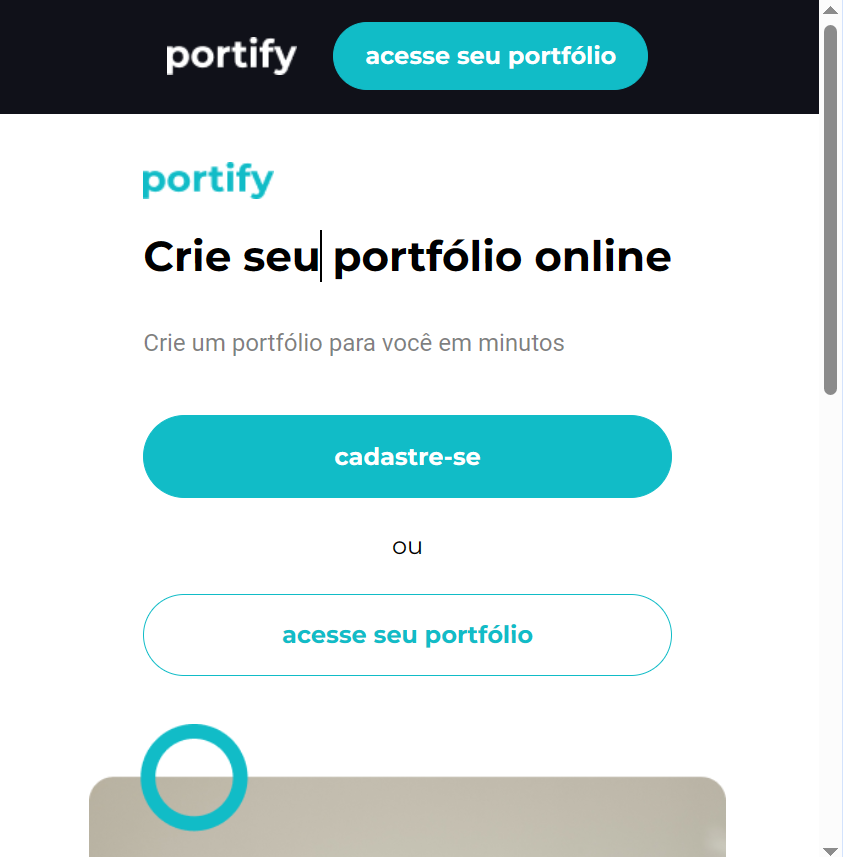 portify
acesse seu portfólio
portify
Crie seu portfólio online
Crie um portfólio para você em minutos
cadastre-se
ou
acesse seu portfólio